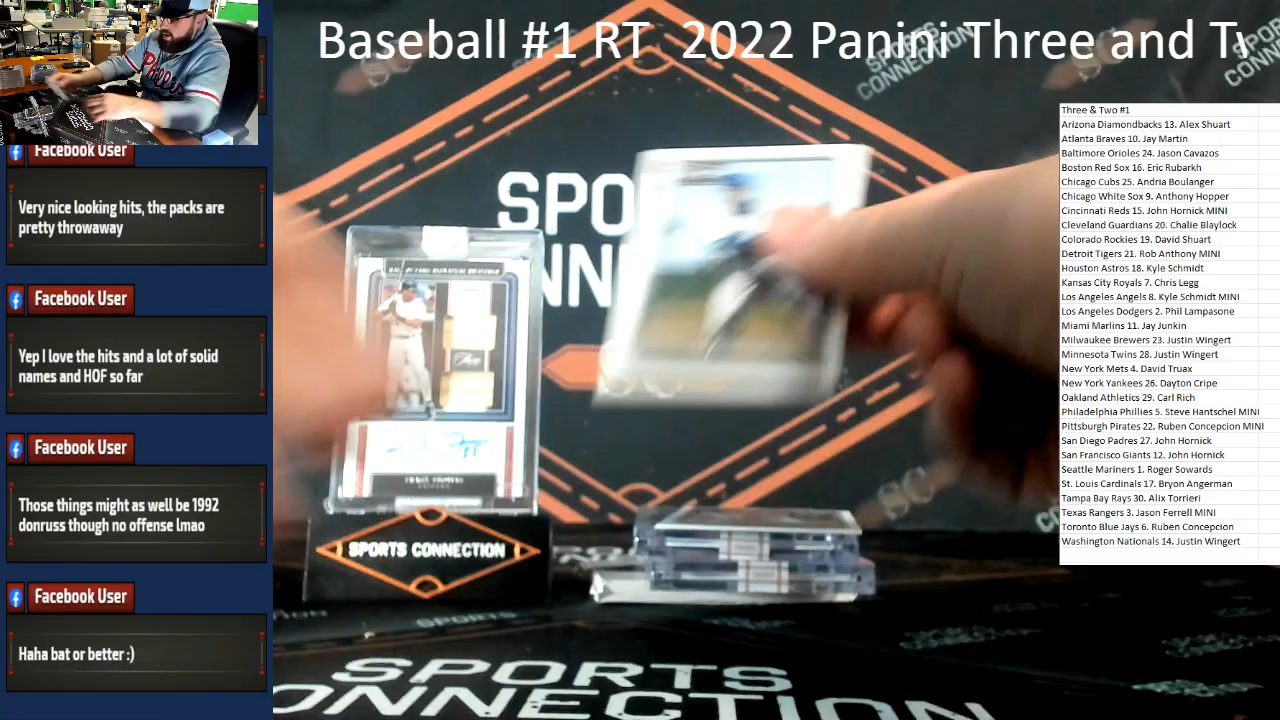 Baseball #1 RT 2022 Panini Three and Tw
Phillies
Facebook User
Very nice looking hits, the packs are
pretty throwaway
Facebook User
Yep I love the hits and a lot of solid
names and HOF so far
Facebook User
Those things might as well be 1992
donruss though no offense lmao
Facebook User
Haha bat or better :)
SPORTS
CONNECTION
SPO
NN
SC
SPORTS CONNECTION
SPORTS
SPORTS
ONNECTION
Three & Two #1
Arizona Diamondbacks 13. Alex Shuart
Atlanta Braves 10. Jay Martin
Baltimore Orioles 24. Jason Cavazos
Boston Red Sox 16. Eric Rubarkh
Chicago Cubs 25. Andria Boulanger
Chicago White Sox 9. Anthony Hopper
Cincinnati Reds 15. John Hornick MINI
Cleveland Guardians 20. Chalie Blaylock
Colorado Rockies 19. David Shuart
Detroit Tigers 21. Rob Anthony MINI
Houston Astros 18. Kyle Schmidt
Kansas City Royals 7. Chris Legg
Los Angeles Angels 8. Kyle Schmidt MINI
Los Angeles Dodgers 2. Phil Lampasone
Miami Marlins 11. Jay Junkin
Milwaukee Brewers 23. Justin Wingert
Minnesota Twins 28. Justin Wingert
New York Mets 4. David Truax
New York Yankees 26. Dayton Cripe
Oakland Athletics 29. Carl Rich
Philadelphia Phillies 5. Steve Hantschel MINI
Pittsburgh Pirates 22. Ruben Concepcion MINI
San Diego Padres 27. John Hornick
San Francisco Giants 12. John Hornick
Seattle Mariners 1. Roger Sowards
St. Louis Cardinals 17. Bryon Angerman
Tampa Bay Rays 30. Alix Torrieri
Texas Rangers 3. Jason Ferrell MINI
Toronto Blue Jays 6. Ruben Concepcion
Washington Nationals 14. Justin Wingert